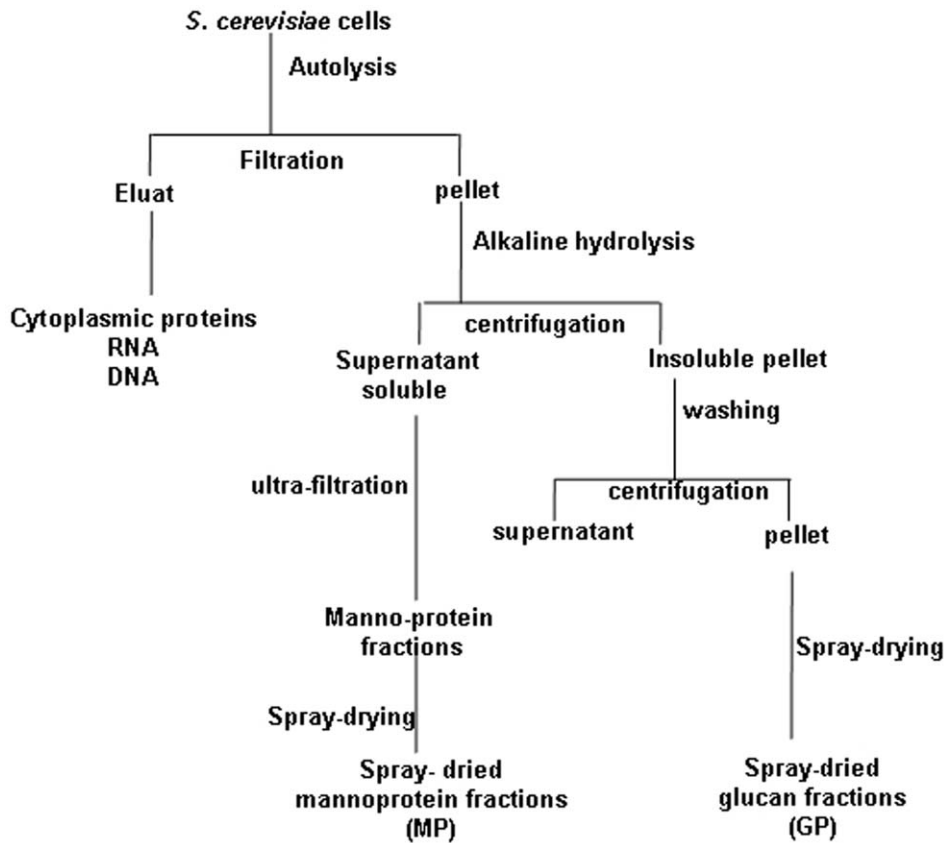 S. cerevisiae cells
Autolysis
Filtration
Eluat
pellet
Alkaline hydrolysis
Cytoplasmic proteins
RNA
DNA
centrifugation
Supernatant
soluble
Insoluble pellet
washing
ultra-filtration
centrifugation
supernatant
pellet
Manno-protein
fractions
Spray-drying
Spray-drying
Spray- dried
mannoprotein fractions
(MP)
Spray-dried
glucan fractions
(GP)